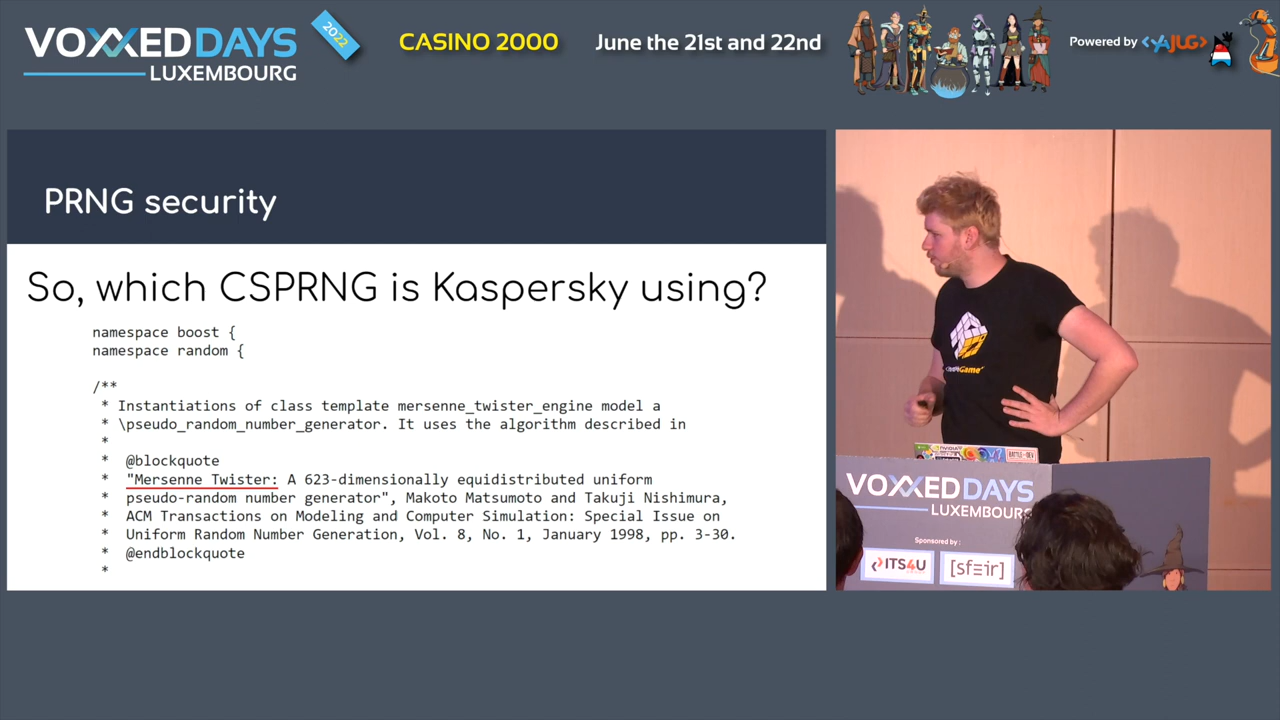 VOXXEDDAYS
LUXEMBOURG
2022
CASINO 2000
June the 21st and 22nd
Powered by <YAJUG>
PRNG security
So, which CSPRNG is Kaspersky using?
namespace boost {
namespace random {
/**
* Instantiations of class template mersenne_twister_engine model a
* \pseudo_random_number_generator. It uses the algorithm described in
*
* @blockquote
* "Mersenne Twister: A 623-dimensionally equidistributed uniform
* pseudo-random number generator", Makoto Matsumoto and Takuji Nishimura,
* ACM Transactions on Modeling and Computer Simulation: Special Issue on
* Uniform Random Number Generation, Vol. 8, No. 1, January 1998, pp. 3-30.
* @endblockquote
*
VOXXEDDAYS
LUXEMBOURG
Sponsored by :
ITS4U
[sfeir]
BATTLE DEV